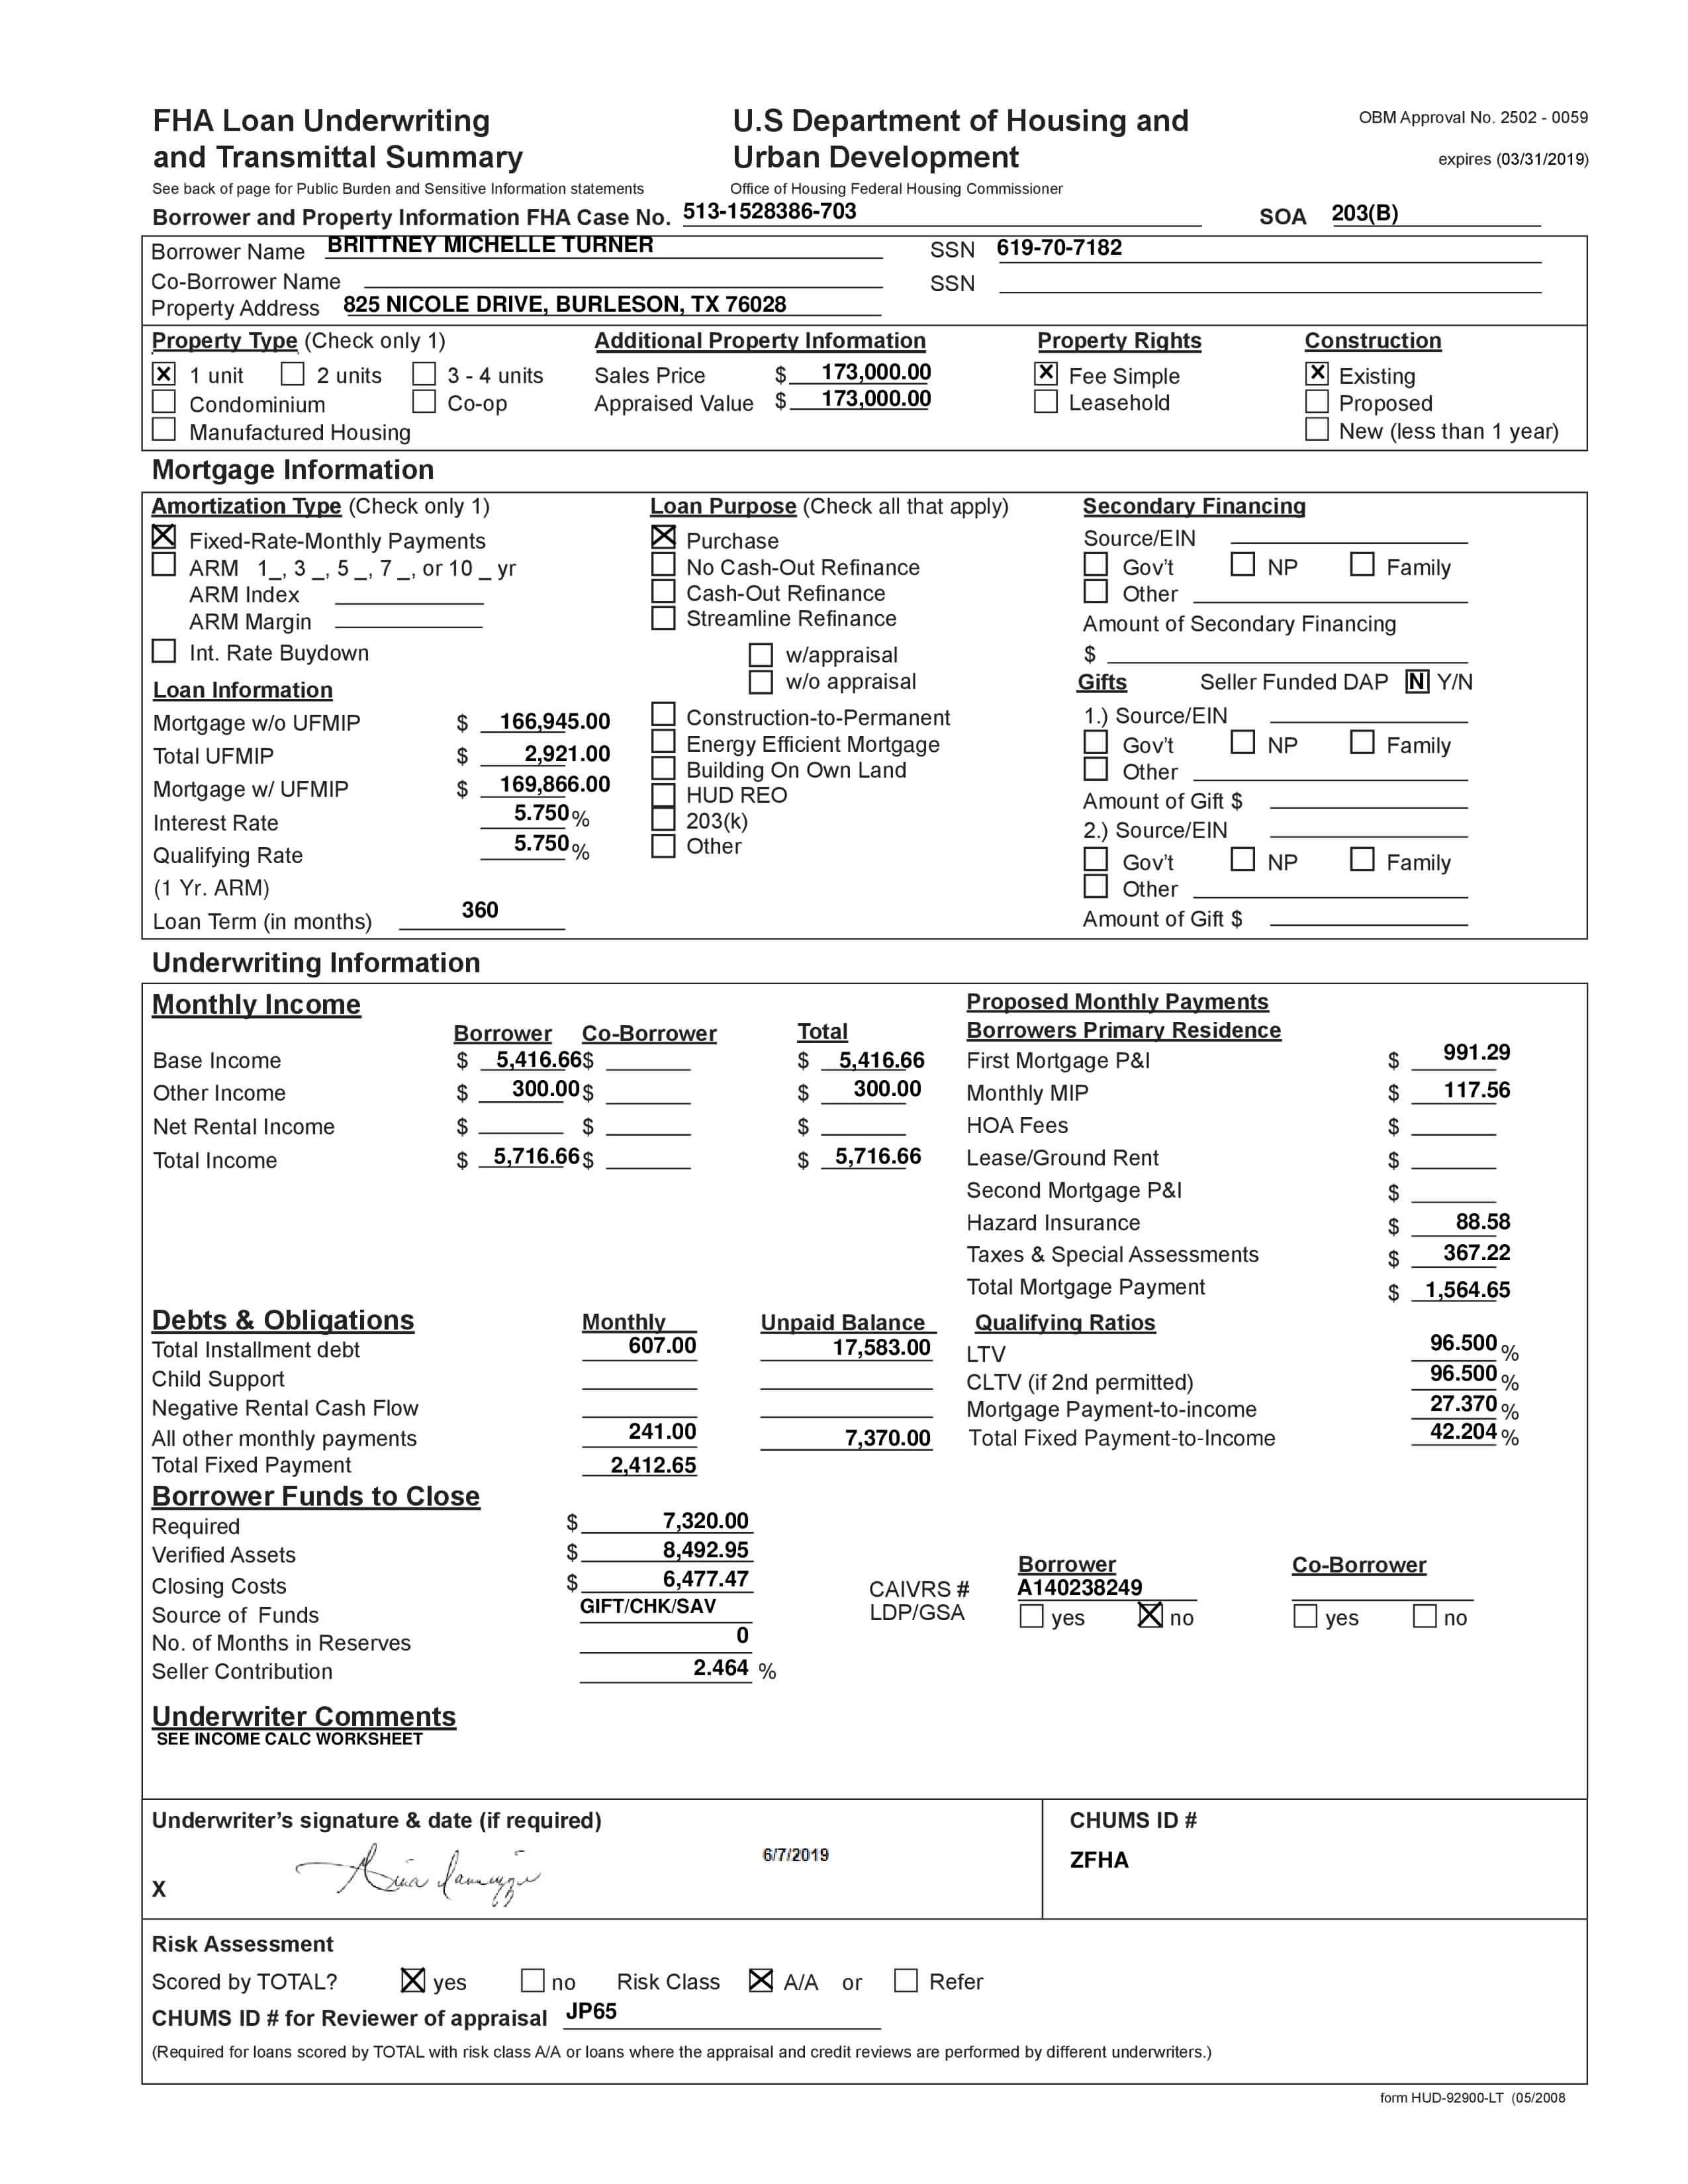 FHA Loan Underwriting and Transmittal Summary
U.S Department of Housing and Urban Development
OBM Approval No. 2502 - 0059
expires (03/31/2019)
See back of page for Public Burden and Sensitive Information statements
Office of Housing Federal Housing Commissioner
Borrower and Property Information FHA Case No. 513-1528386-703 SOA 203(B)
Borrower Name BRITTNEY MICHELLE TURNER SSN 619-70-7182
Co-Borrower Name SSN
Property Address 825 NICOLE DRIVE, BURLESON, TX 76028
Property Type (Check only 1)
X 1 unit 2 units 3 - 4 units
Condominium Co-op
Manufactured Housing
Additional Property Information
Sales Price $ 173,000.00
Appraised Value $ 173,000.00
Property Rights
X Fee Simple
Leasehold
Construction
X Existing
Proposed
New (less than 1 year)
Mortgage Information
Amortization Type (Check only 1)
X Fixed-Rate-Monthly Payments
ARM 1_, 3 _, 5 _, 7 _, or 10 _ yr
ARM Index
ARM Margin
Int. Rate Buydown
Loan Information
Mortgage w/o UFMIP $ 166,945.00
Total UFMIP $ 2,921.00
Mortgage w/ UFMIP $ 169,866.00
Interest Rate 5.750 %
Qualifying Rate 5.750 %
(1 Yr. ARM)
Loan Term (in months) 360
Loan Purpose (Check all that apply)
X Purchase
No Cash-Out Refinance
Cash-Out Refinance
Streamline Refinance
w/appraisal
w/o appraisal
Construction-to-Permanent
Energy Efficient Mortgage
Building On Own Land
HUD REO
203(k)
Other
Secondary Financing
Source/EIN
Gov't NP Family
Other
Amount of Secondary Financing
$
Gifts Seller Funded DAP N Y/N
1.) Source/EIN
Gov't NP Family
Other
Amount of Gift $
2.) Source/EIN
Gov't NP Family
Other
Amount of Gift $
Underwriting Information
Monthly Income
Borrower Co-Borrower Total
Base Income $ 5,416.66 $ $ 5,416.66
Other Income $ 300.00 $ $ 300.00
Net Rental Income $ $ $
Total Income $ 5,716.66 $ $ 5,716.66
Proposed Monthly Payments
Borrowers Primary Residence
First Mortgage P&I $ 991.29
Monthly MIP $ 117.56
HOA Fees $
Lease/Ground Rent $
Second Mortgage P&I $
Hazard Insurance $ 88.58
Taxes & Special Assessments $ 367.22
Total Mortgage Payment $ 1,564.65
Debts & Obligations Monthly Unpaid Balance
Total Installment debt 607.00 17,583.00
Child Support
Negative Rental Cash Flow
All other monthly payments 241.00 7,370.00
Total Fixed Payment 2,412.65
Qualifying Ratios
LTV 96.500 %
CLTV (if 2nd permitted) 96.500 %
Mortgage Payment-to-income 27.370 %
Total Fixed Payment-to-Income 42.204 %
Borrower Funds to Close
Required $ 7,320.00
Verified Assets $ 8,492.95
Closing Costs $ 6,477.47
Source of Funds GIFT/CHK/SAV
No. of Months in Reserves 0
Seller Contribution 2.464 %
Borrower Co-Borrower
CAIVRS # A140238249
LDP/GSA yes X no yes no
Underwriter Comments
SEE INCOME CALC WORKSHEET
Underwriter's signature & date (if required)
X 6/7/2019
CHUMS ID #
ZFHA
Risk Assessment
Scored by TOTAL? X yes no Risk Class X A/A or Refer
CHUMS ID # for Reviewer of appraisal JP65
(Required for loans scored by TOTAL with risk class A/A or loans where the appraisal and credit reviews are performed by different underwriters.)
form HUD-92900-LT (05/2008